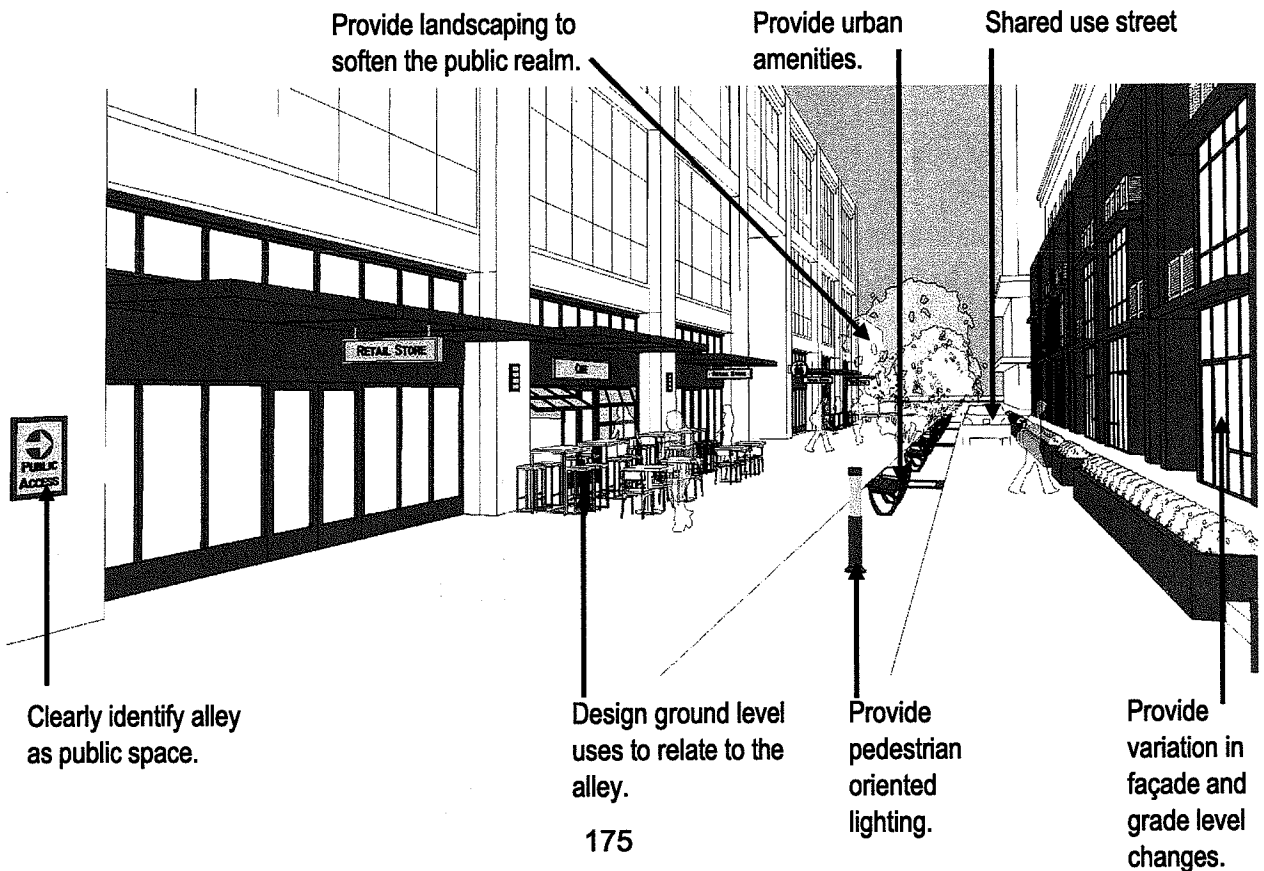 Provide landscaping to
soften the public realm.
Provide urban
amenities.
Shared use street
RETAIL STORE
PUBLIC
ACCESS
Clearly identify alley
as public space.
Design ground level
uses to relate to the
alley.
Provide
pedestrian
oriented
lighting.
Provide
variation in
façade and
grade level
changes.
175